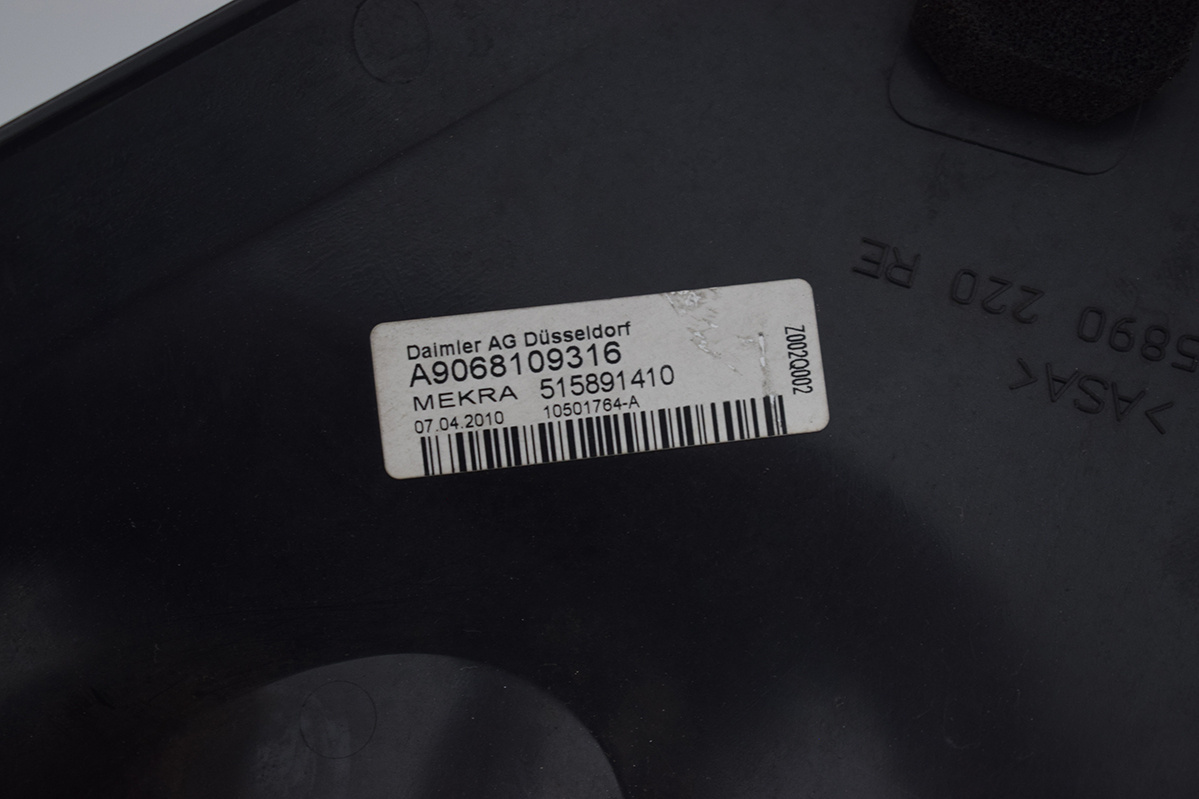 Daimler AG Düsseldorf
A9068109316
MEKRA 515891410
07.04.2010 10501764-A
Z002Q002
5890 220 RE
>ASA<